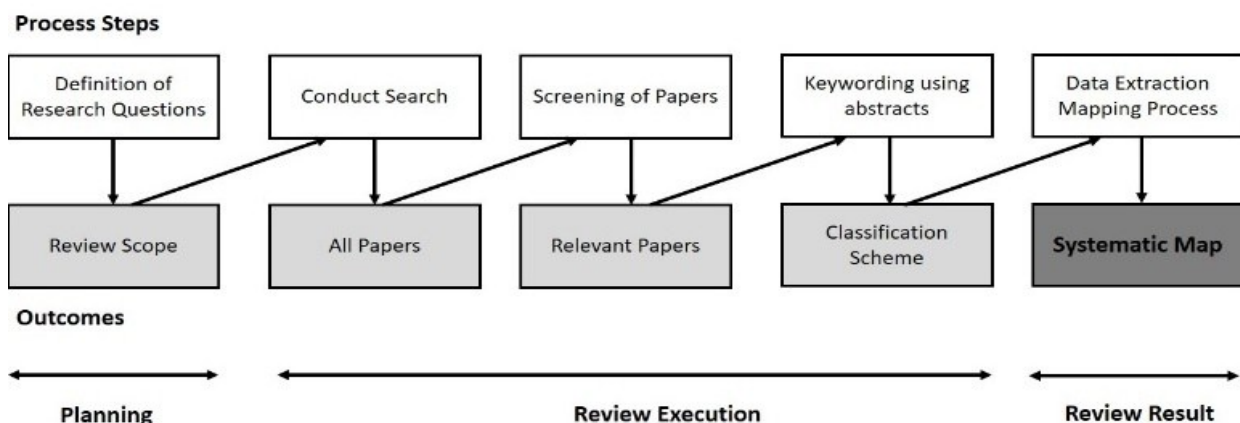 Process Steps
Definition of
Research Questions
Conduct Search
Screening of Papers
Keywording using
abstracts
Data Extraction
Mapping Process
Review Scope
All Papers
Relevant Papers
Classification
Scheme
Systematic Map
Outcomes
Planning
Review Execution
Review Result